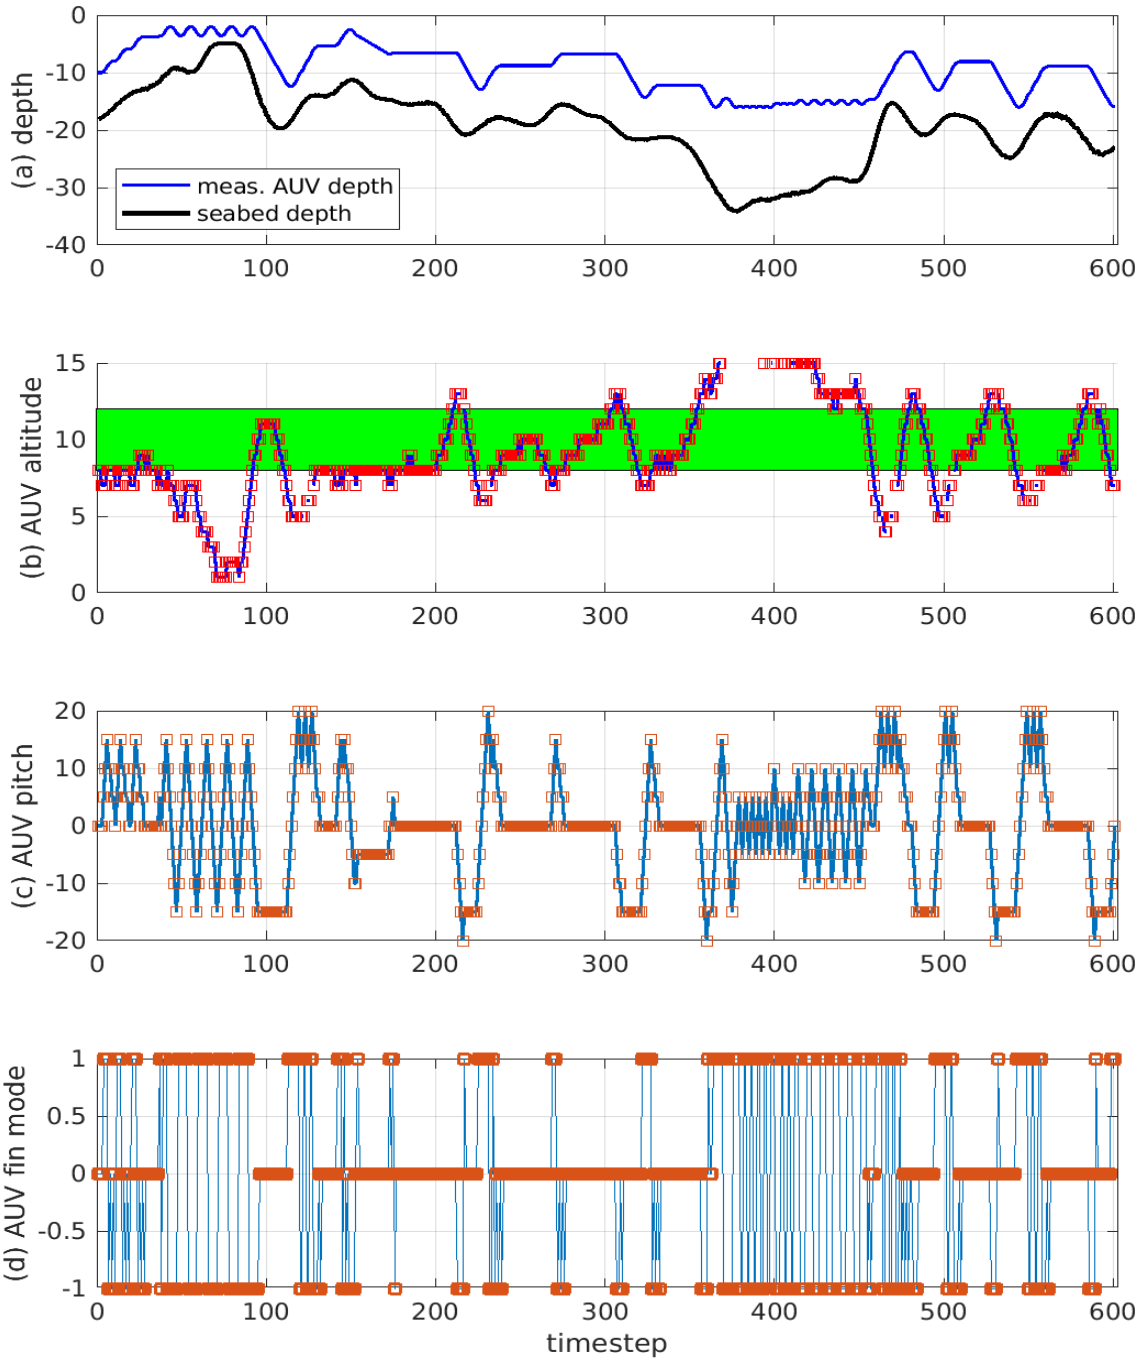 0
-10
-20
-30
-40
(a) depth
meas. AUV depth
seabed depth
0 100 200 300 400 500 600
15
10
5
0
(b) AUV altitude
0 100 200 300 400 500 600
20
10
0
-10
-20
(c) AUV pitch
0 100 200 300 400 500 600
1
0.5
0
-0.5
-1
(d) AUV fin mode
0 100 200 300 400 500 600
timestep